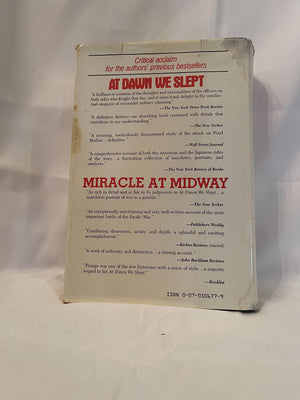 Critical acclaim
for the authors' previous bestsellers
AT DAWN WE SLEPT
"A brilliant re-creation of the thoughts and personalities of the officers on
both sides who fought that day, and it takes fresh delight in the intellec-
tual elegance of successful military planning."
—The New York Times Book Review
"A definitive history—an absorbing book crammed with details that
contribute to our understanding."
—The New Yorker
"A stunning, meticulously documented study of the attack on Pearl
Harbor...definitive."
—Wall Street Journal
"A comprehensive account of both the American and the Japanese sides
of the story...a fascinating collection of anecdotes, portraits, and
analysis."
—The New York Review of Books
MIRACLE AT MIDWAY
"As rich in detail and as fair in its judgments as At Dawn We Slept...a
matchless portrait of war as a gamble."
—The New Yorker
"An exceptionally entertaining and very well-written account of the most
important battle of the Pacific War."
—Publishers Weekly
"Combining dimension, acuity, and depth: a splendid and exciting
accomplishment."
—Kirkus Reviews (starred)
"A work of authority and distinction...a stirring account."
—John Barkham Reviews
"Prange was one of the few historians with a sense of style...a majestic
sequel to his At Dawn We Slept."
—Booklist
ISBN 0-07-050677-9